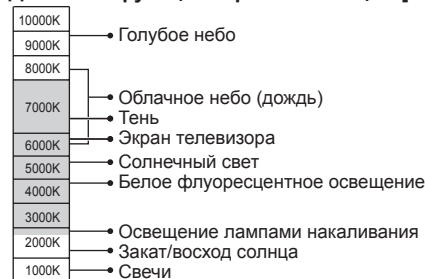 10000K
9000K
Голубое небо
8000K
Облачное небо (дождь)
7000K
Тень
Экран телевизора
6000K
Солнечный свет
5000K
Белое флуоресцентное освещение
4000K
3000K
Освещение лампами накаливания
2000K
Закат/восход солнца
1000K
Свечи